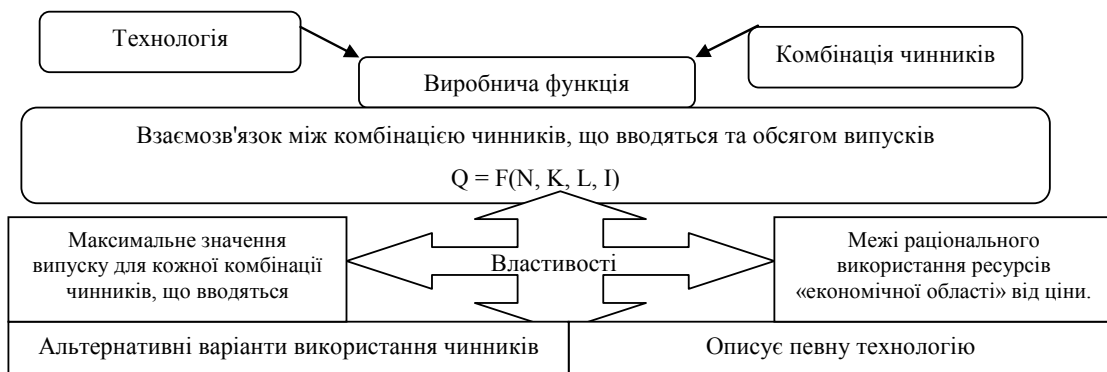 Технологія
Комбінація чинників
Виробнича функція
Взаємозв'язок між комбінацією чинників, що вводяться та обсягом випусків
Q = F(N, K, L, I)
Максимальне значення
випуску для кожної комбінації
чинників, що вводяться
Властивості
Межі раціонального
використання ресурсів
«економічної області» від ціни.
Альтернативні варіанти використання чинників
Описує певну технологію